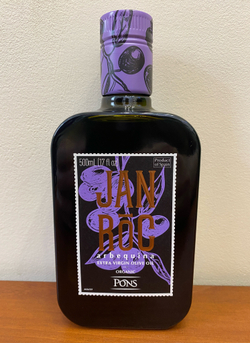 500mL (17 fl oz)
Product
of Spain
JAN
ROC
arbequina
EXTRA VIRGIN OLIVE OIL
ORGANIC
PONS